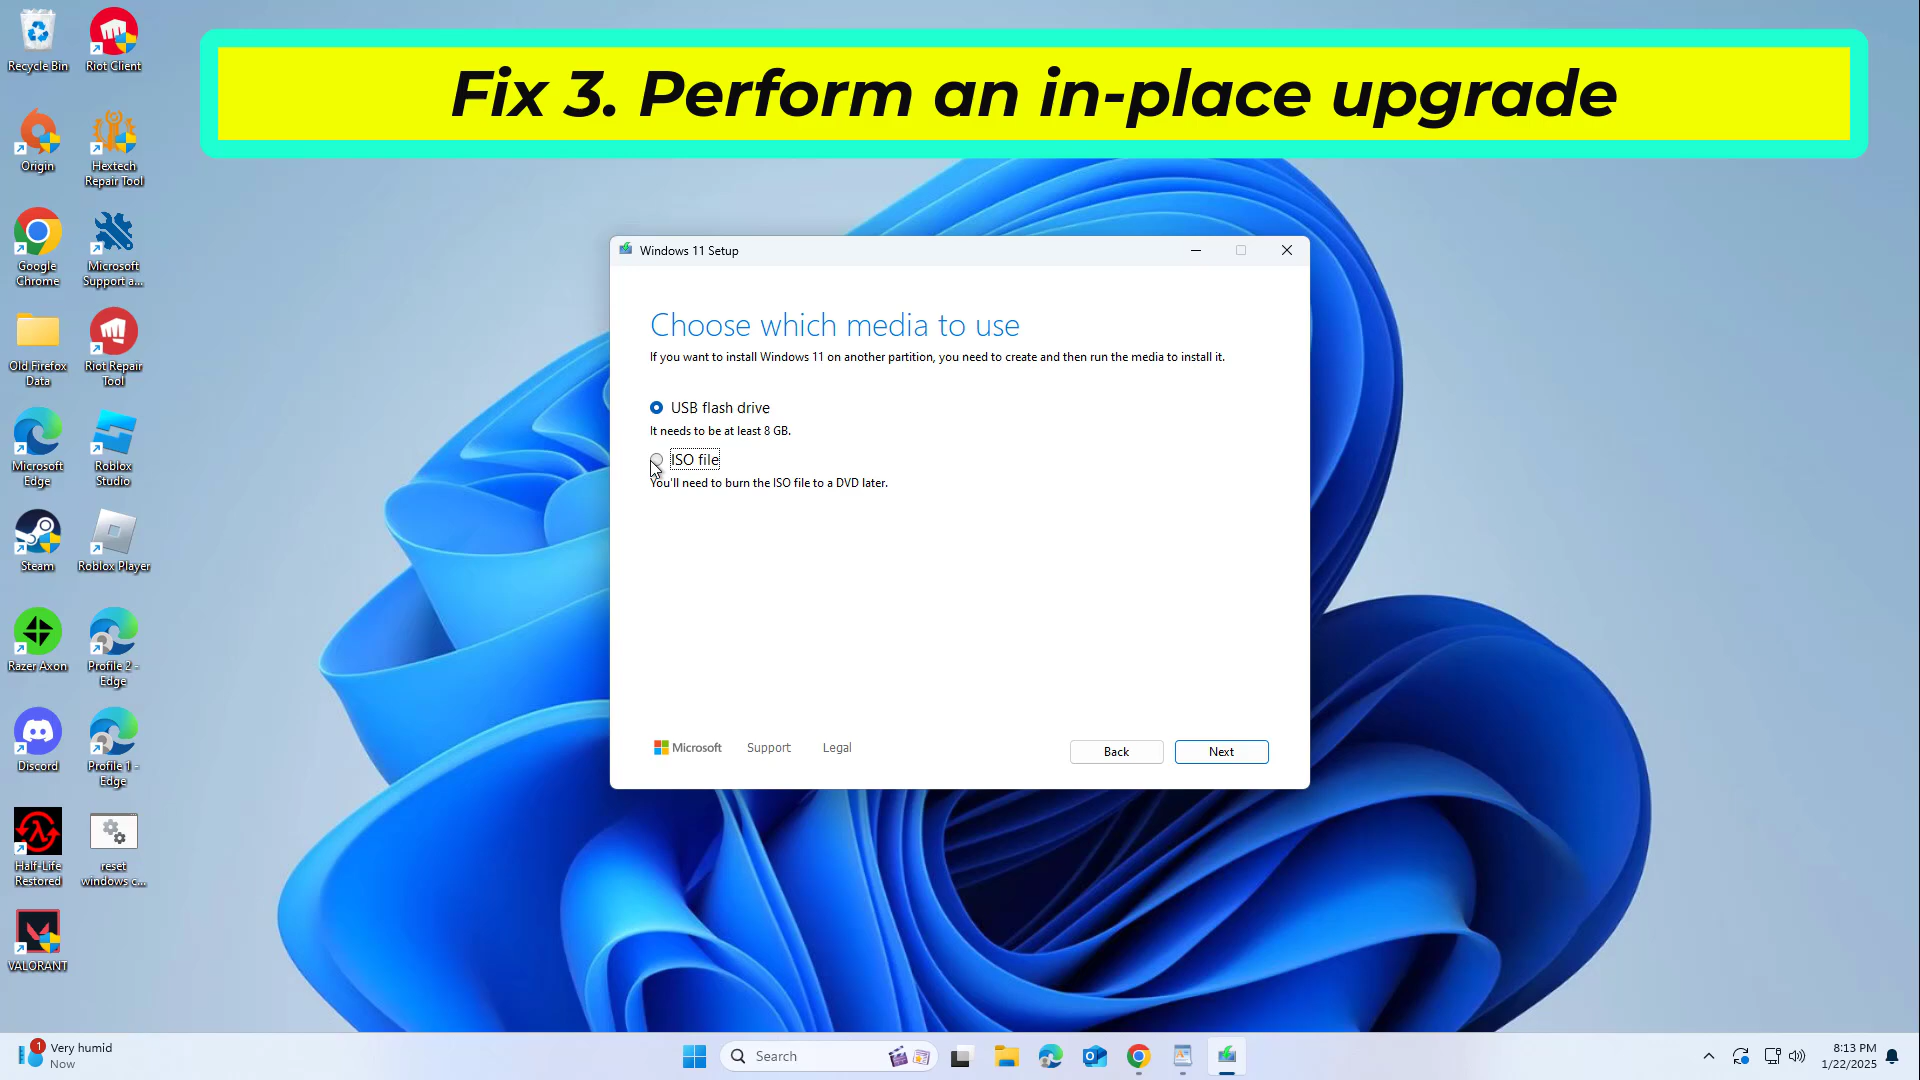 Fix 3. Perform an in-place upgrade
Recycle Bin
Riot Client
Origin
Hextech
Repair Tool
Google
Chrome
Microsoft
Support a...
Old Firefox
Data
Riot Repair
Tool
Microsoft
Edge
Roblox
Studio
Steam
Roblox Player
Razer Axon
Profile 2 -
Edge
Discord
Profile 1 -
Edge
Half-Life
Restored
reset
windows c...
VALORANT
Windows 11 Setup
Choose which media to use
If you want to install Windows 11 on another partition, you need to create and then run the media to install it.
USB flash drive
It needs to be at least 8 GB.
ISO file
You'll need to burn the ISO file to a DVD later.
Microsoft
Support
Legal
Back
Next
1
Very humid
Now
Search
8:13 PM
1/22/2025